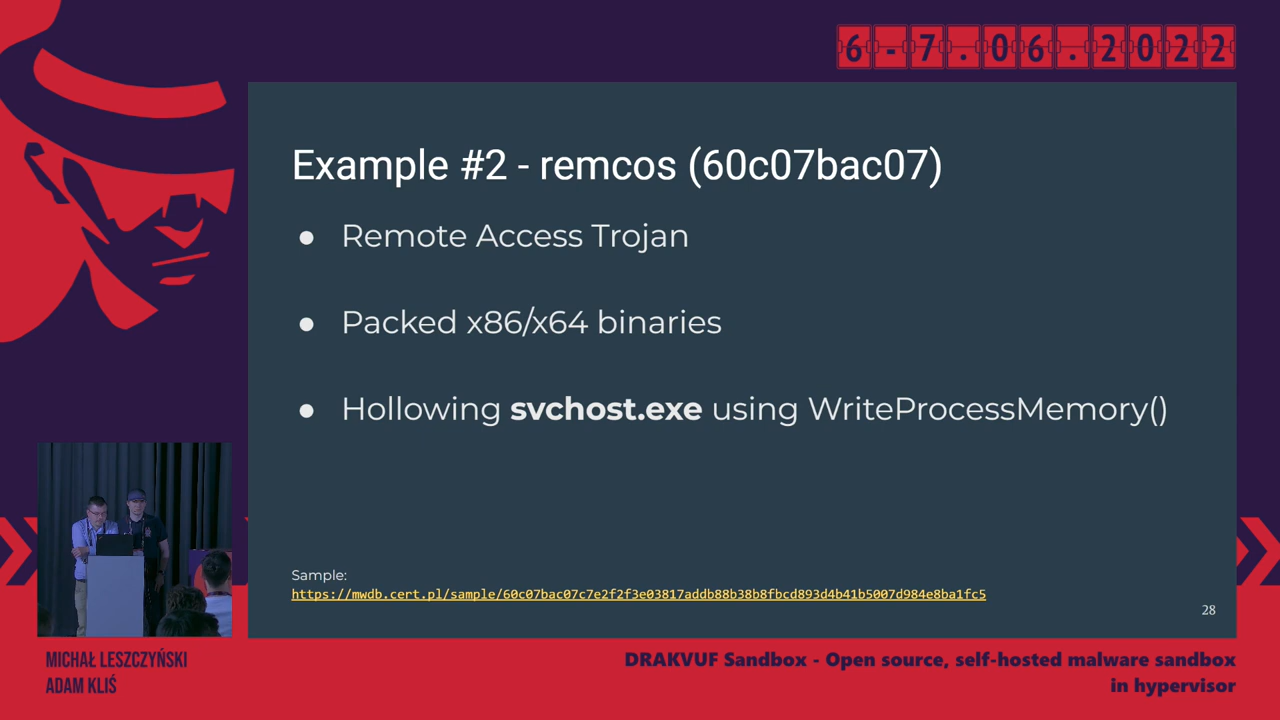 6-7.06.2022
Example #2 - remcos (60c07bac07)
● Remote Access Trojan
● Packed x86/x64 binaries
● Hollowing svchost.exe using WriteProcessMemory()
Sample:
https://mwdb.cert.pl/sample/60c07bac07c7e2f2f3e03817addb88b38b8fbcd893d4b41b5007d984e8ba1fc5
28
MICHAŁ LESZCZYŃSKI
ADAM KLIŚ
DRAKVUF Sandbox - Open source, self-hosted malware sandbox
in hypervisor